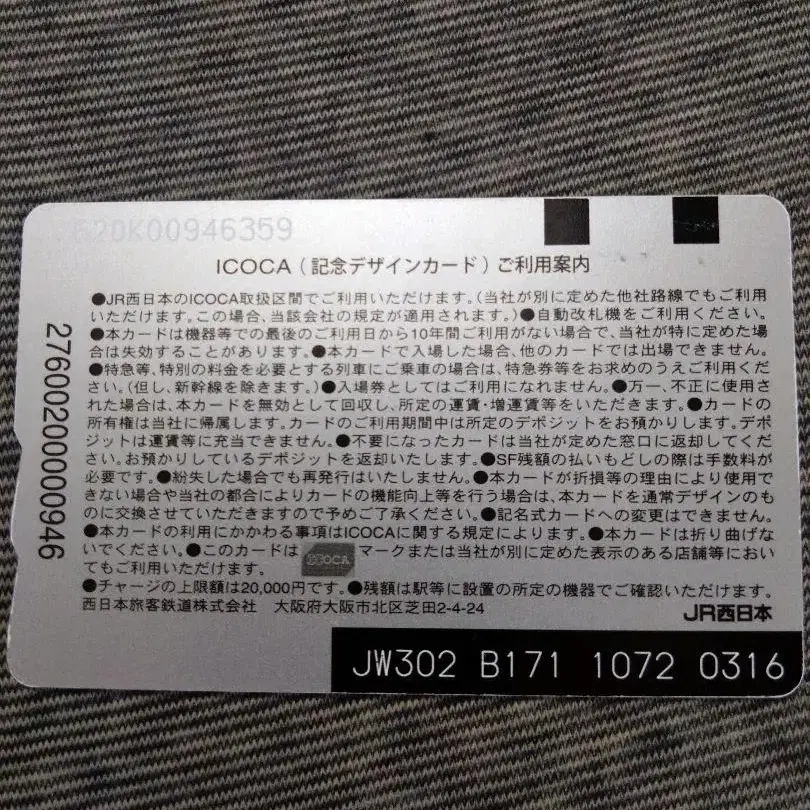 620K00946359
ICOCA（記念デザインカード）ご利用案内
●JR西日本のICOCA取扱区間でご利用いただけます。（当社が別に定めた他社路線でもご利用
いただけます。この場合、当該会社の規定が適用されます。）●自動改札機をご利用ください。
●本カードは機器等での最後のご利用日から10年間ご利用がない場合で、当社が特に定めた場
合は失効することがあります。●本カードで入場した場合、他のカードでは出場できません。
●特急等、特別の料金を必要とする列車にご乗車の場合は、特急券等をお求めのうえご利用くだ
さい。（但し、新幹線を除きます。）●入場券としてはご利用になれません。●万一、不正に使用さ
れた場合は、本カードを無効として回収し、所定の運賃・増運賃等をいただきます。●カードの
所有権は当社に帰属します。カードのご利用期間中は所定のデポジットをお預かりします。デポ
ジットは運賃等に充当できません。●不要になったカードは当社が定めた窓口に返却してくだ
さい。お預かりしているデポジットを返却いたします。●SF残額の払いもどしの際は手数料が
必要です。●紛失した場合でも再発行はいたしません。●本カードが折損等の理由により使用で
きない場合や当社の都合によりカードの機能向上等を行う場合は、本カードを通常デザインのも
のに交換させていただきますので予めご了承ください。●記名式カードへの変更はできません。
●本カードの利用にかかわる事項はICOCAに関する規定によります。●カードは折り曲げな
いでください。●このカードは ICOCA マークまたは当社が別に定めた表示のある店舗等におい
てもご利用いただけます。
●チャージの上限額は20,000円です。●残額は駅等に設置の所定の機器でご確認いただけます。
西日本旅客鉄道株式会社　大阪府大阪市北区芝田2-4-24
JR西日本
JW302 B171 1072 0316
2760020000946